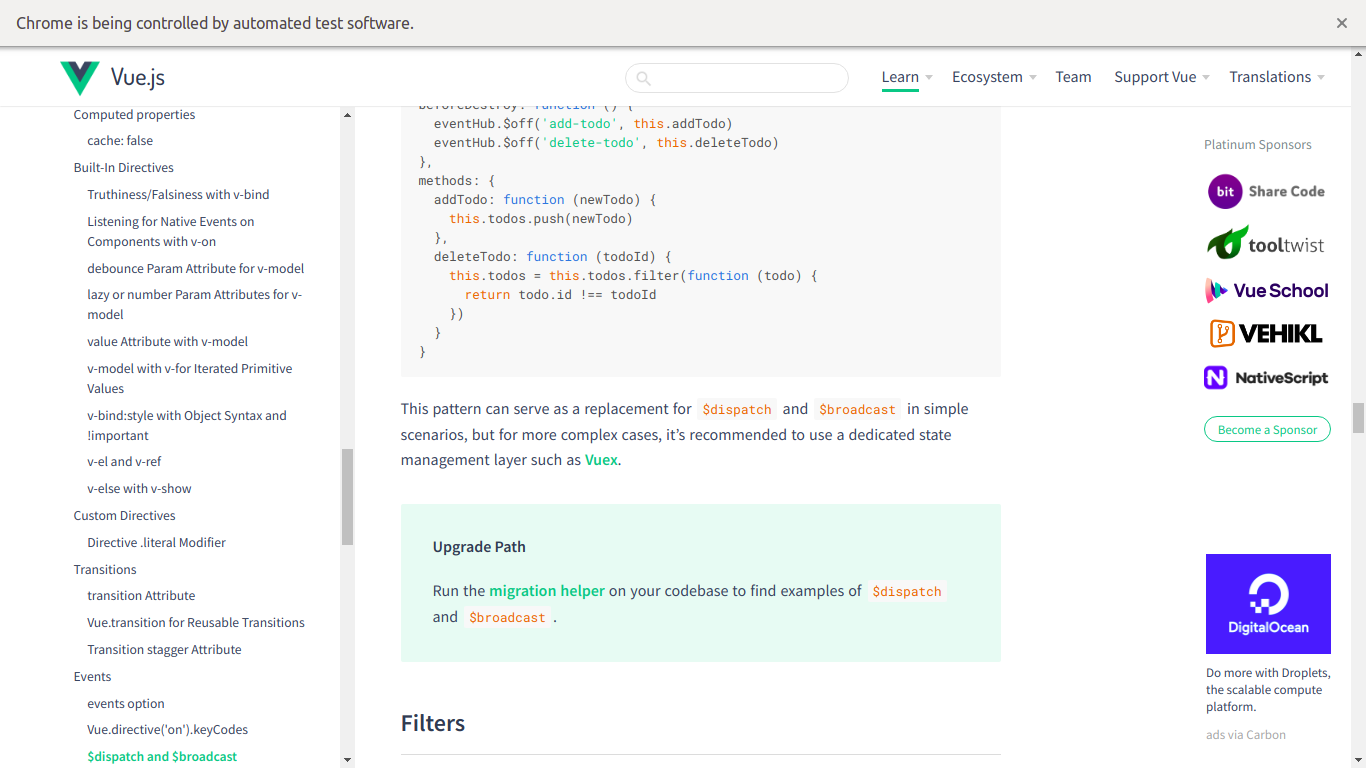 Chrome is being controlled by automated test software.
Vue.js
Learn
Ecosystem
Team
Support Vue
Translations
Computed properties
cache: false
Built-In Directives
Truthiness/Falsiness with v-bind
Listening for Native Events on
Components with v-on
debounce Param Attribute for v-model
lazy or number Param Attributes for v-
model
value Attribute with v-model
v-model with v-for Iterated Primitive
Values
v-bind:style with Object Syntax and
!important
v-el and v-ref
v-else with v-show
Custom Directives
Directive .literal Modifier
Transitions
transition Attribute
Vue.transition for Reusable Transitions
Transition stagger Attribute
Events
events option
Vue.directive('on').keyCodes
$dispatch and $broadcast
beforeDestroy: function () {
eventHub.$off('add-todo', this.addTodo)
eventHub.$off('delete-todo', this.deleteTodo)
},
methods: {
addTodo: function (newTodo) {
this.todos.push(newTodo)
},
deleteTodo: function (todoId) {
this.todos = this.todos.filter(function (todo) {
return todo.id !== todoId
})
}
}
This pattern can serve as a replacement for $dispatch and $broadcast in simple
scenarios, but for more complex cases, it’s recommended to use a dedicated state
management layer such as Vuex.
Upgrade Path
Run the migration helper on your codebase to find examples of $dispatch
and $broadcast .
Filters
Platinum Sponsors
bit Share Code
tooltwist
Vue School
VEHIKL
N NativeScript
Become a Sponsor
DigitalOcean
Do more with Droplets,
the scalable compute
platform.
ads via Carbon